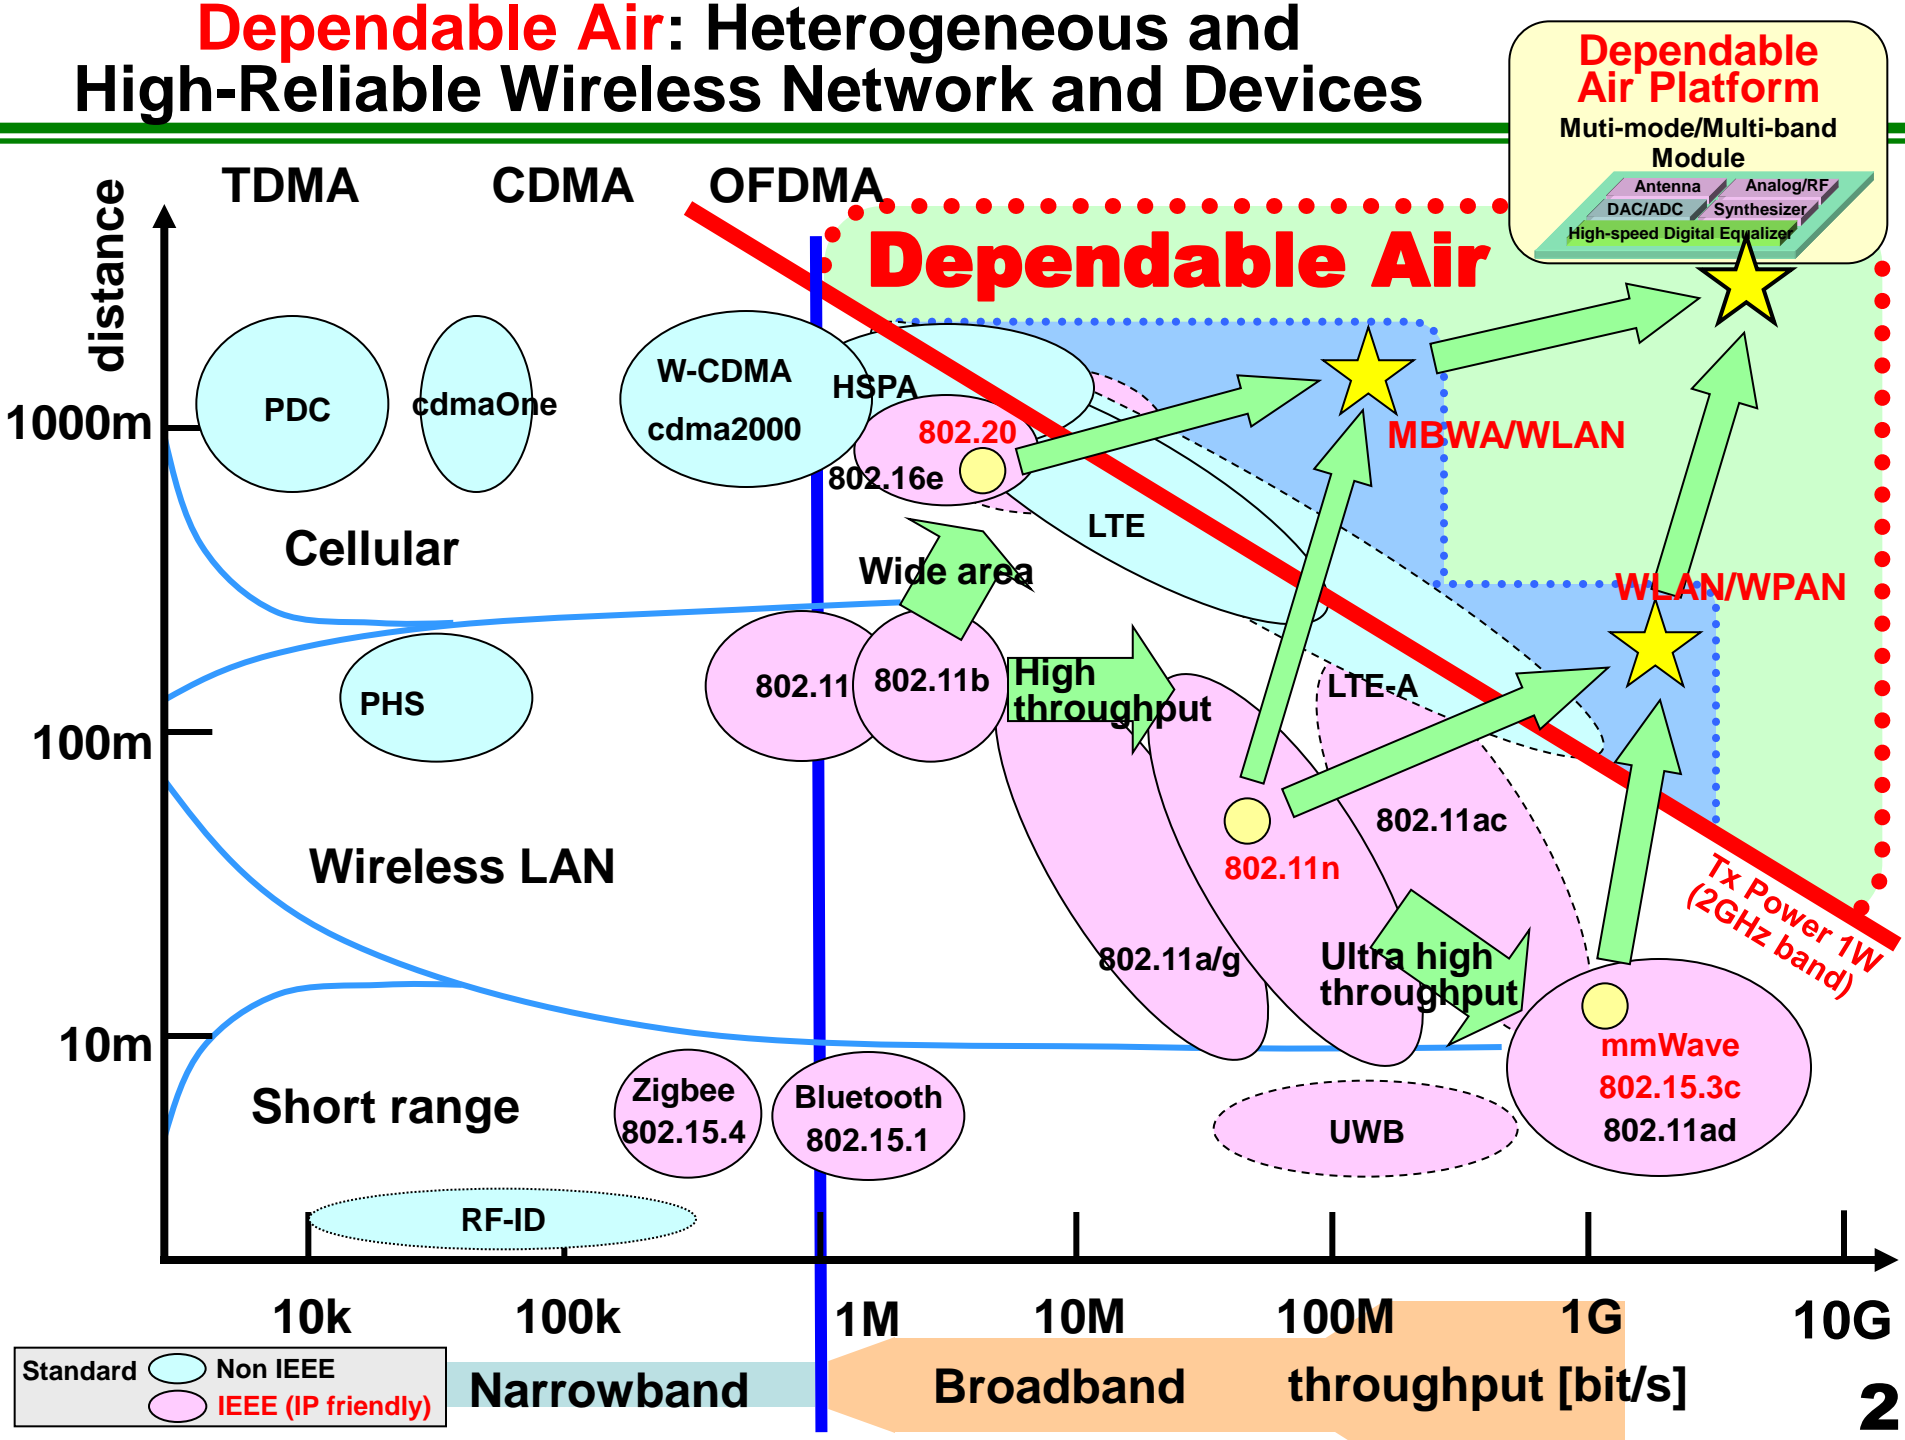 Dependable Air: Heterogeneous and
High-Reliable Wireless Network and Devices
Dependable
Air Platform
Muti-mode/Multi-band
Module
Antenna
Analog/RF
DAC/ADC
Synthesizer
High-speed Digital Equalizer
TDMA
CDMA
OFDMA
distance
Dependable Air
1000m
100m
10m
PDC
cdmaOne
W-CDMA
cdma2000
HSPA
802.20
802.16e
MBWA/WLAN
LTE
Cellular
Wide area
WLAN/WPAN
PHS
802.11
802.11b
High
throughput
LTE-A
802.11ac
802.11n
Wireless LAN
802.11a/g
Ultra high
throughput
Tx Power 1W
(2GHz band)
Short range
Zigbee
802.15.4
Bluetooth
802.15.1
UWB
mmWave
802.15.3c
802.11ad
RF-ID
10k
100k
1M
10M
100M
1G
10G
Standard
Non IEEE
IEEE (IP friendly)
Narrowband
Broadband
throughput [bit/s]
2